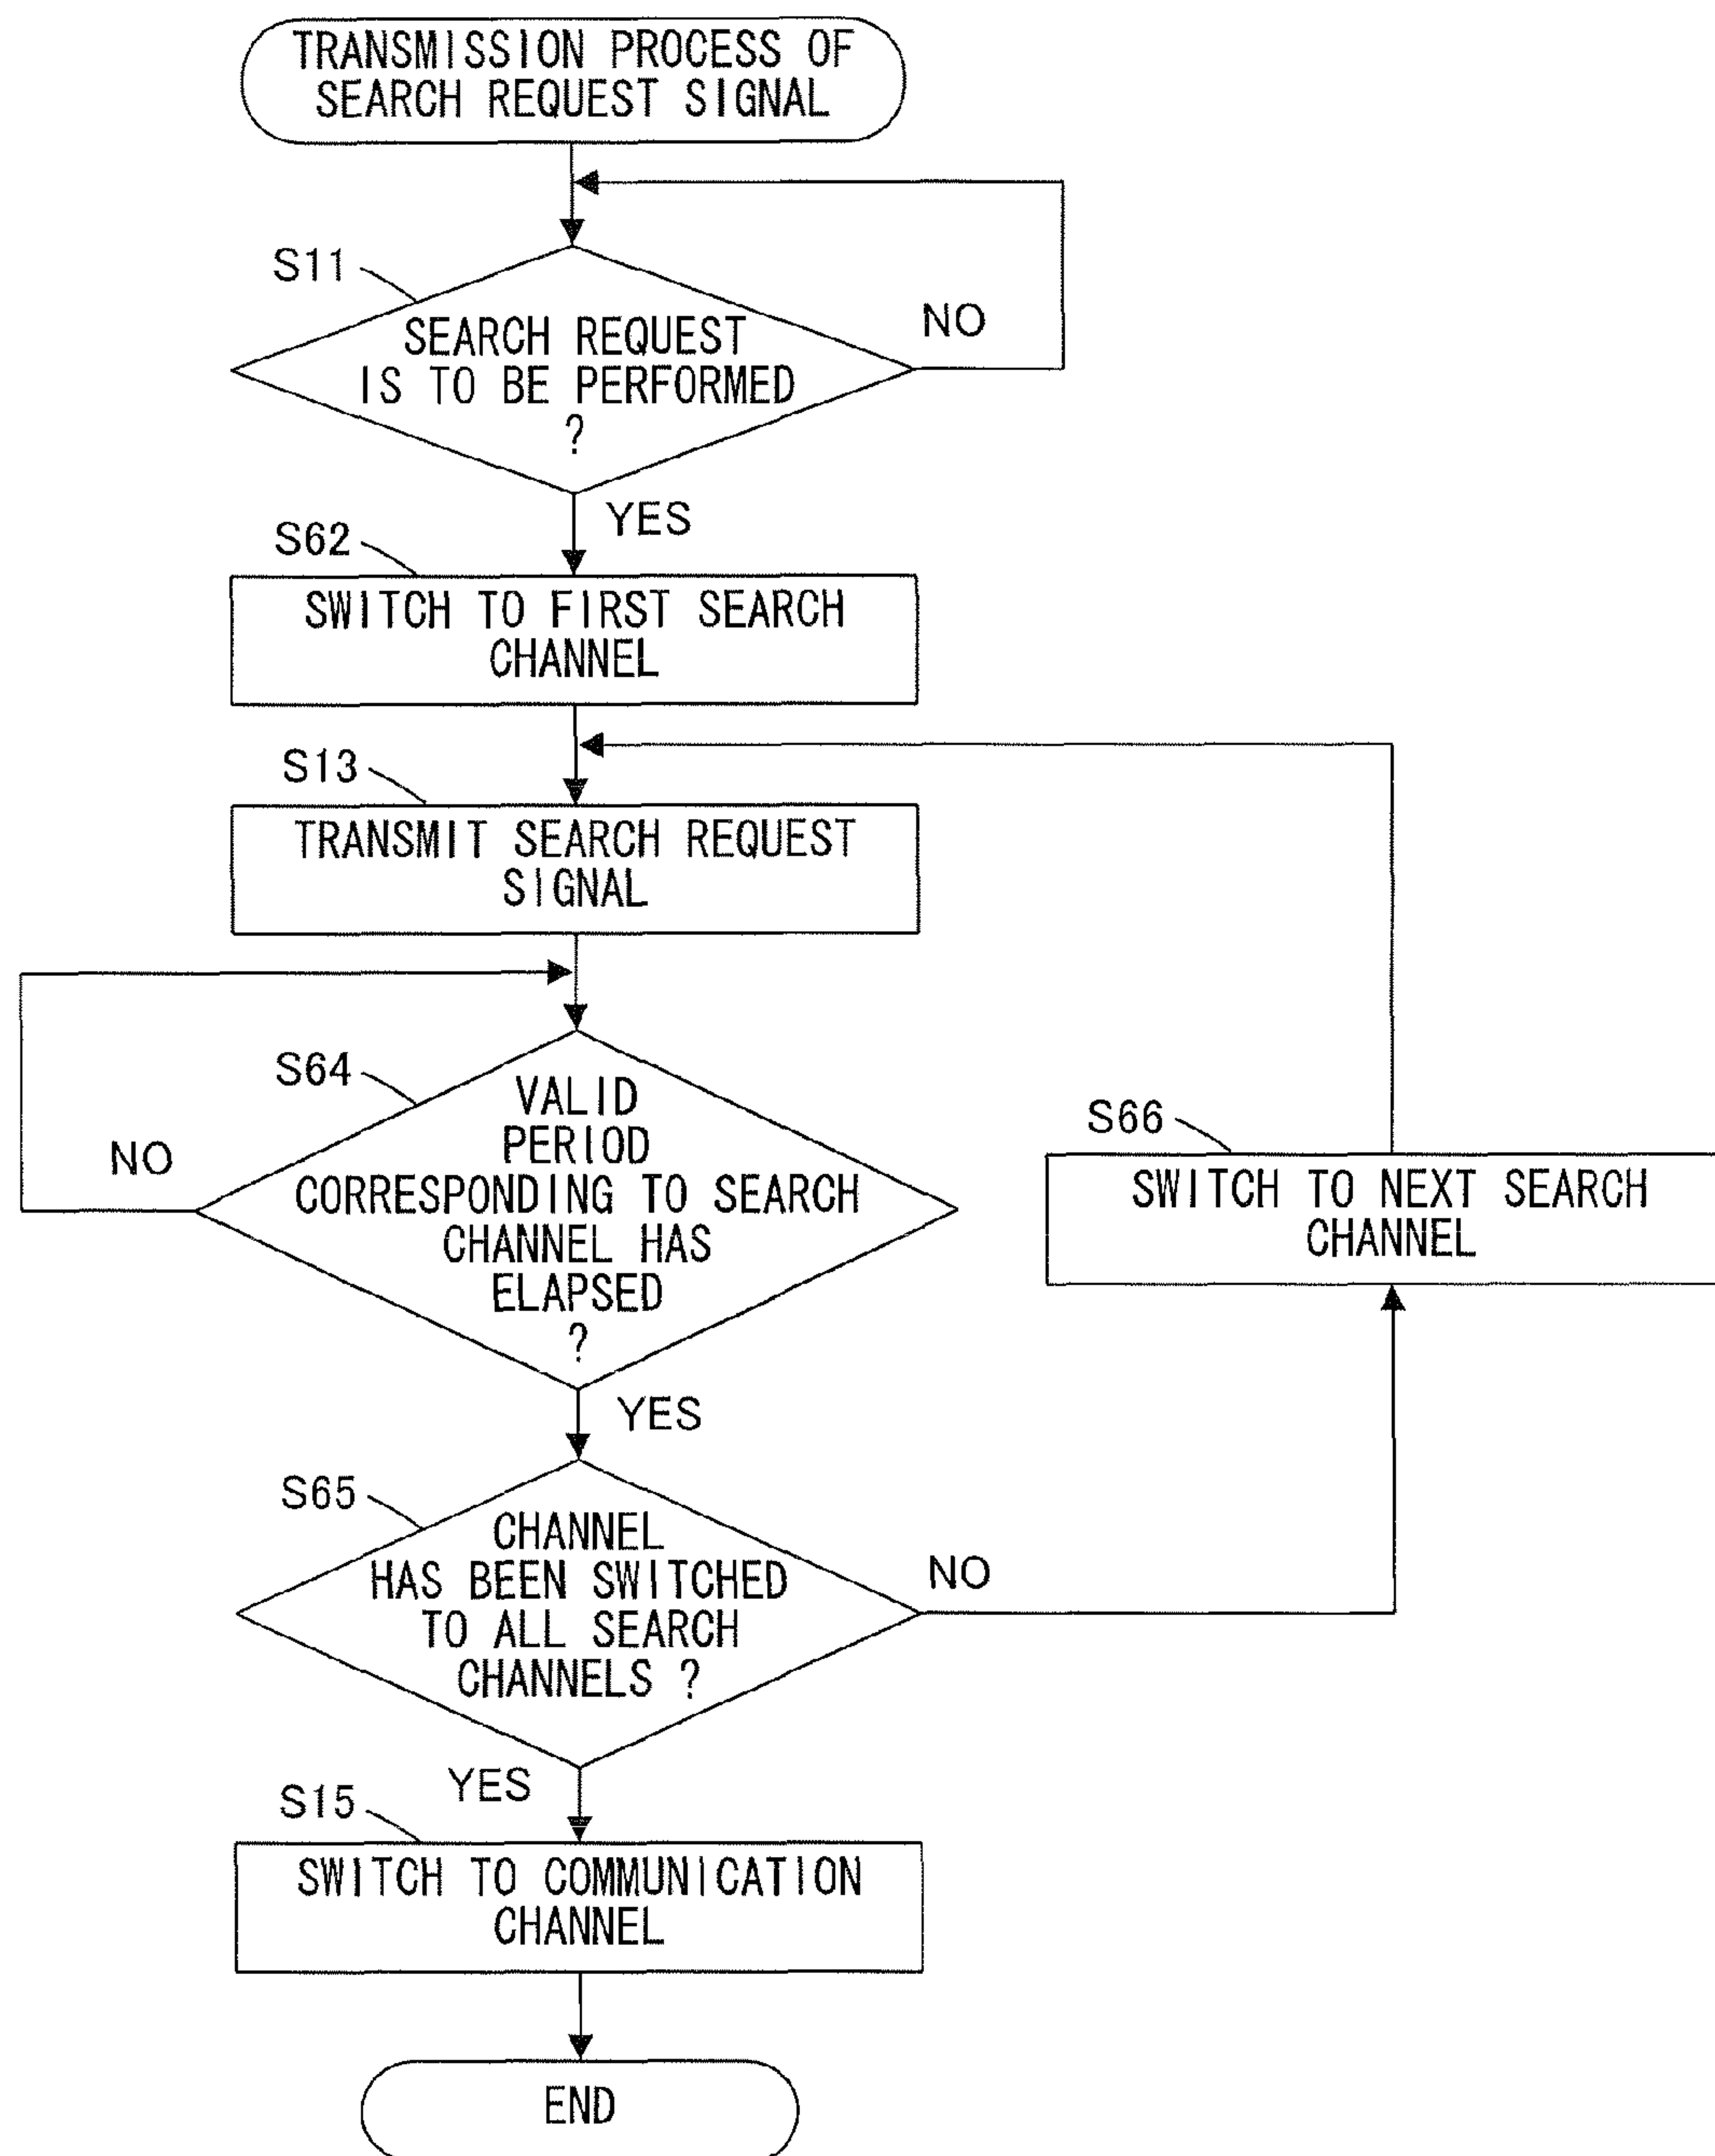 TRANSMISSION PROCESS OF
SEARCH REQUEST SIGNAL
S11
SEARCH REQUEST
IS TO BE PERFORMED
?
NO
YES
S62
SWITCH TO FIRST SEARCH
CHANNEL
S13
TRANSMIT SEARCH REQUEST
SIGNAL
S64
VALID
PERIOD
CORRESPONDING TO SEARCH
CHANNEL HAS
ELAPSED
?
NO
YES
S66
SWITCH TO NEXT SEARCH
CHANNEL
S65
CHANNEL
HAS BEEN SWITCHED
TO ALL SEARCH
CHANNELS ?
NO
YES
S15
SWITCH TO COMMUNICATION
CHANNEL
END